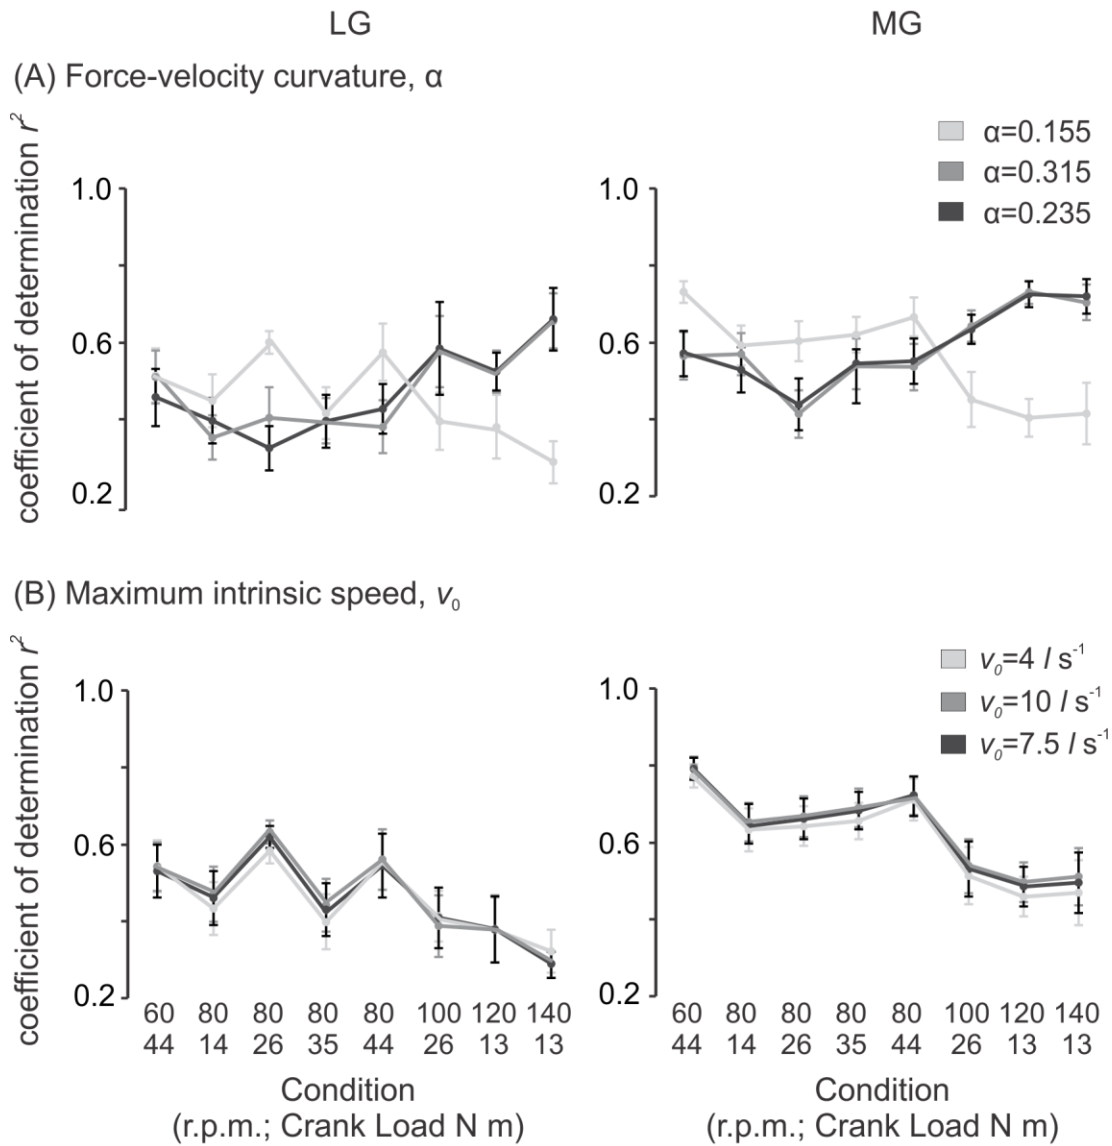 LG MG
(A) Force-velocity curvature, α
coefficient of determination r²
α=0.155
α=0.315
α=0.235
1.0
0.6
0.2
1.0
0.6
0.2
(B) Maximum intrinsic speed, v₀
coefficient of determination r²
v₀=4 l s⁻¹
v₀=10 l s⁻¹
v₀=7.5 l s⁻¹
1.0
0.6
0.2
1.0
0.6
0.2
60 80 80 80 80 100 120 140
44 14 26 35 44 26 13 13
Condition
(r.p.m.; Crank Load N m)
60 80 80 80 80 100 120 140
44 14 26 35 44 26 13 13
Condition
(r.p.m.; Crank Load N m)